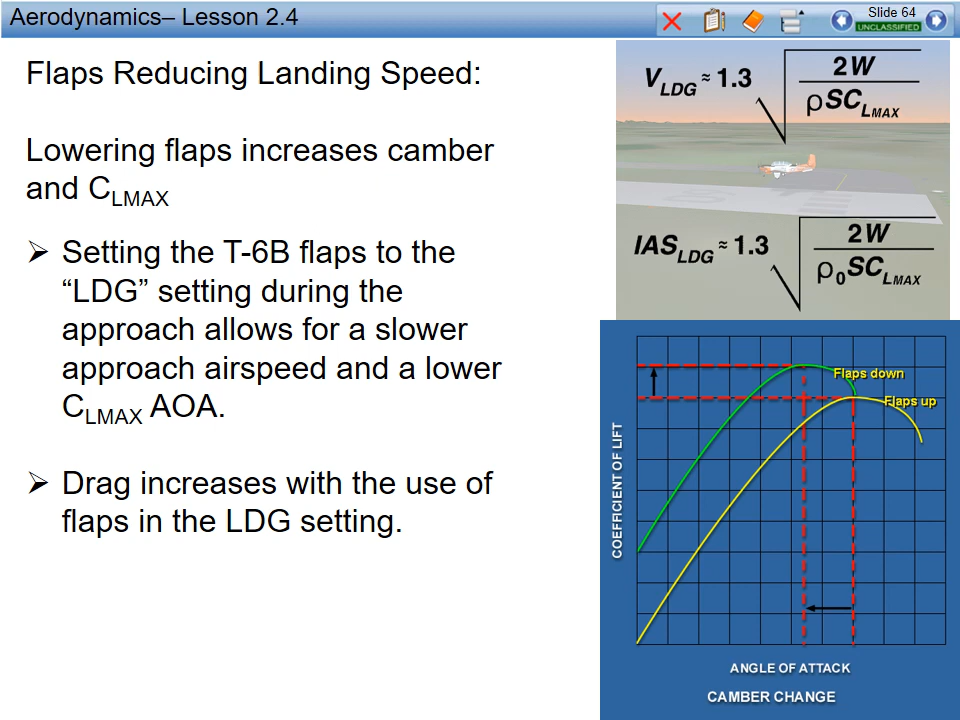 Aerodynamics– Lesson 2.4
Slide 64
UNCLASSIFIED
Flaps Reducing Landing Speed:
Lowering flaps increases camber
and CLMAX
➢ Setting the T-6B flaps to the
“LDG” setting during the
approach allows for a slower
approach airspeed and a lower
CLMAX AOA.
➢ Drag increases with the use of
flaps in the LDG setting.
VLDG ≈ 1.3 √ 2W
ρSCLMAX
IASLDG ≈ 1.3 √ 2W
ρ0SCLMAX
Flaps down
Flaps up
COEFFICIENT OF LIFT
ANGLE OF ATTACK
CAMBER CHANGE